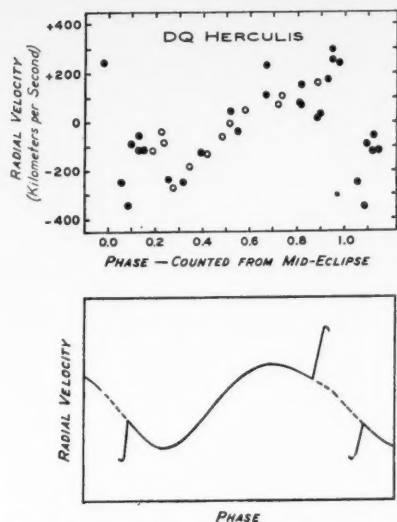 DQ HERCULIS
RADIAL VELOCITY
(Kilometers per Second)
+400
+200
0
-200
-400
0.0 0.2 0.4 0.6 0.8 1.0
PHASE — COUNTED FROM MID-ECLIPSE
RADIAL VELOCITY
PHASE